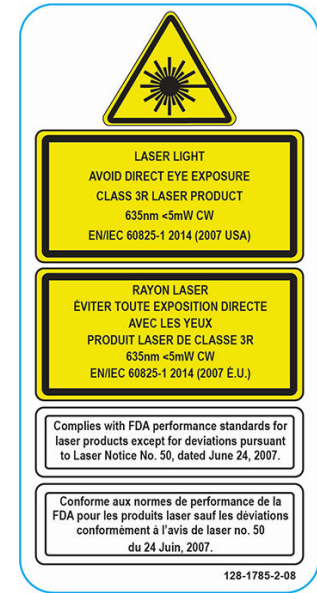 LASER LIGHT
AVOID DIRECT EYE EXPOSURE
CLASS 3R LASER PRODUCT
635nm <5mW CW
EN/IEC 60825-1 2014 (2007 USA)
RAYON LASER
ÉVITER TOUTE EXPOSITION DIRECTE
AVEC LES YEUX
PRODUIT LASER DE CLASSE 3R
635nm <5mW CW
EN/IEC 60825-1 2014 (2007 É.U.)
Complies with FDA performance standards for
laser products except for deviations pursuant
to Laser Notice No. 50, dated June 24, 2007.
Conforme aux normes de performance de la
FDA pour les produits laser sauf les déviations
conformément à l'avis de laser no. 50
du 24 Juin, 2007.
128-1785-2-08